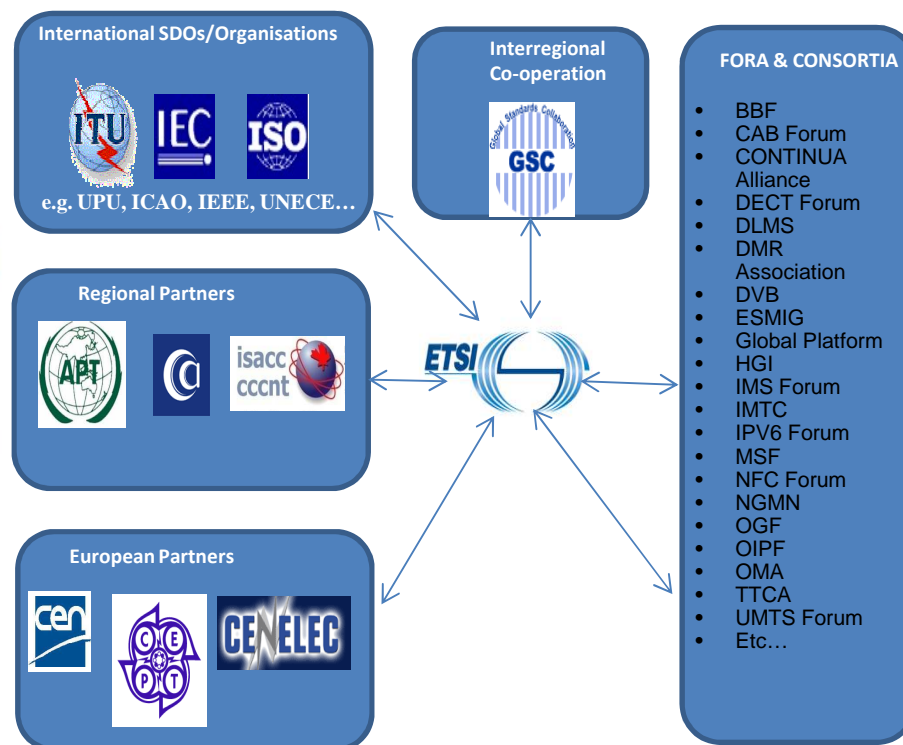 International SDOs/Organisations
ITU
IEC
ISO
e.g. UPU, ICAO, IEEE, UNECE…
Interregional
Co-operation
Global Standards Collaboration
GSC
FORA & CONSORTIA
• BBF
• CAB Forum
• CONTINUA
Alliance
• DECT Forum
• DLMS
• DMR
Association
• DVB
• ESMIG
• Global Platform
• HGI
• IMS Forum
• IMTC
• IPV6 Forum
• MSF
• NFC Forum
• NGMN
• OGF
• OIPF
• OMA
• TTCA
• UMTS Forum
• Etc…
Regional Partners
APT
isacc
cccnt
ETSI
European Partners
cen
C E
P T
CENELEC